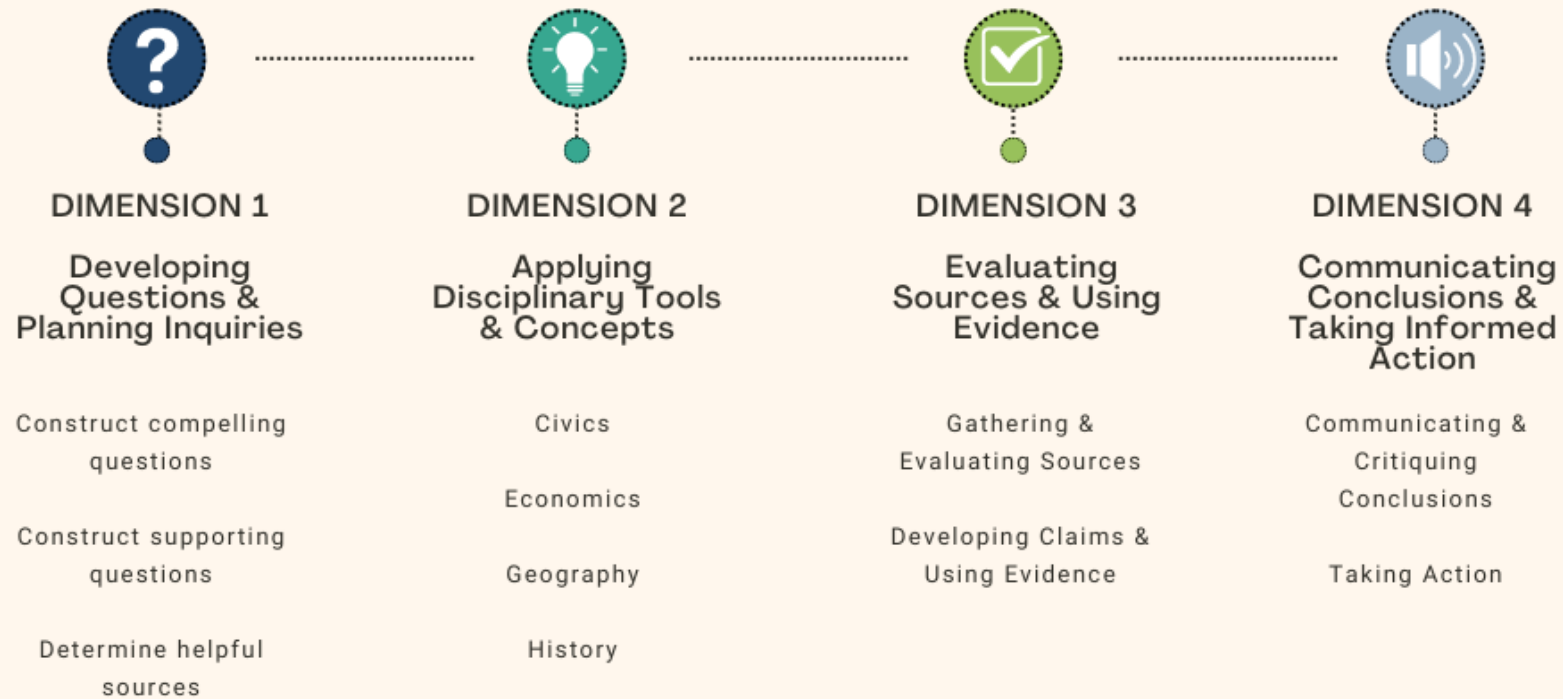 DIMENSION 1
Developing
Questions &
Planning Inquiries
Construct compelling
questions
Construct supporting
questions
Determine helpful
sources
DIMENSION 2
Applying
Disciplinary Tools
& Concepts
Civics
Economics
Geography
History
DIMENSION 3
Evaluating
Sources & Using
Evidence
Gathering &
Evaluating Sources
Developing Claims &
Using Evidence
DIMENSION 4
Communicating
Conclusions &
Taking Informed
Action
Communicating &
Critiquing
Conclusions
Taking Action